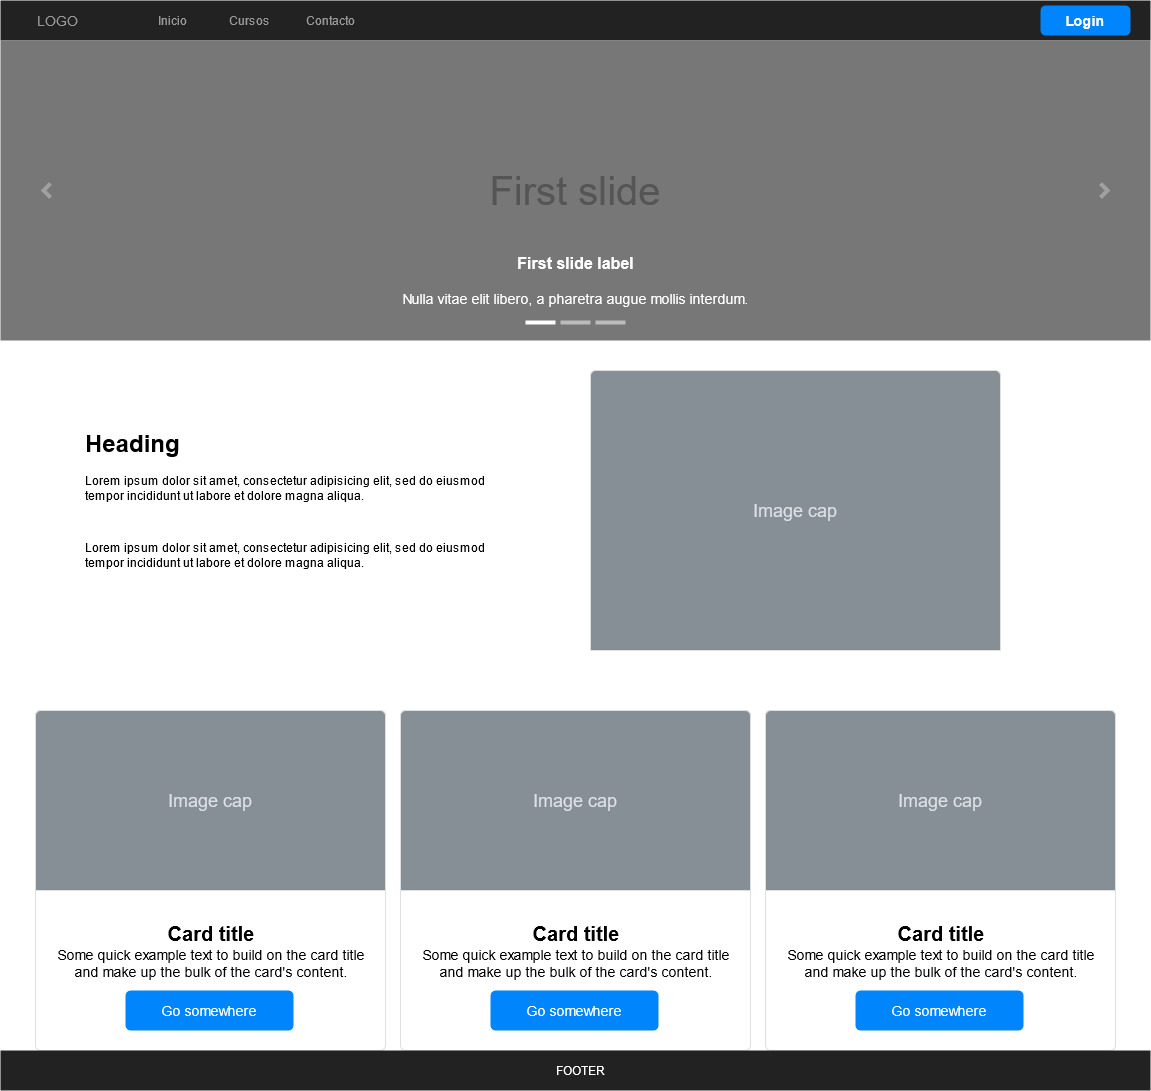 LOGO Inicio Cursos Contacto Login
First slide
First slide label
Nulla vitae elit libero, a pharetra augue mollis interdum.
Heading
Lorem ipsum dolor sit amet, consectetur adipisicing elit, sed do eiusmod
tempor incididunt ut labore et dolore magna aliqua.
Lorem ipsum dolor sit amet, consectetur adipisicing elit, sed do eiusmod
tempor incididunt ut labore et dolore magna aliqua.
Image cap
Image cap
Card title
Some quick example text to build on the card title
and make up the bulk of the card's content.
Go somewhere
Image cap
Card title
Some quick example text to build on the card title
and make up the bulk of the card's content.
Go somewhere
Image cap
Card title
Some quick example text to build on the card title
and make up the bulk of the card's content.
Go somewhere
FOOTER